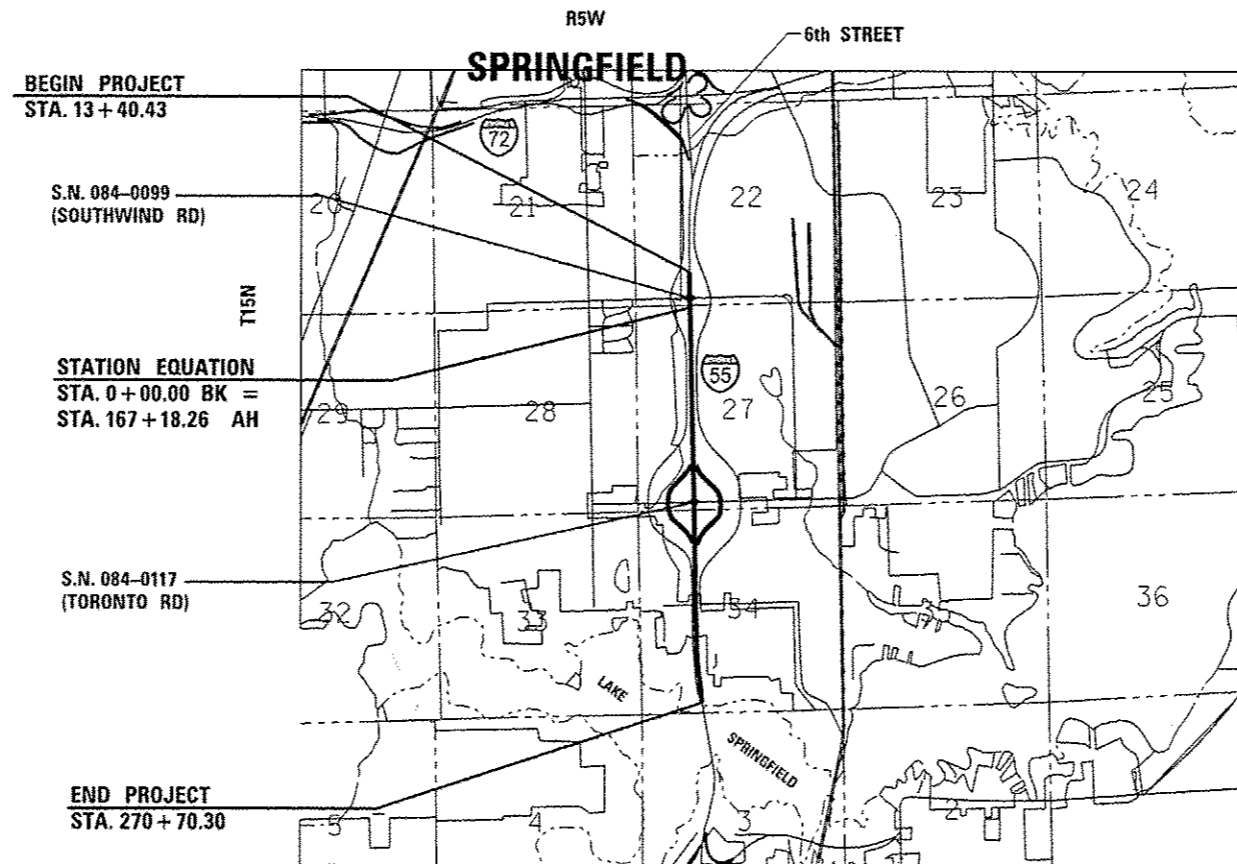 R5W
6th STREET
SPRINGFIELD
BEGIN PROJECT
STA. 13+40.43
72
S.N. 084-0099
(SOUTHWIND RD)
20
21
22
23
24
T15N
STATION EQUATION
STA. 0+00.00 BK =
STA. 167+18.26 AH
55
29
28
27
26
25
S.N. 084-0117
(TORONTO RD)
32
33
34
36
LAKE
SPRINGFIELD
END PROJECT
STA. 270+70.30
5
4
3
2